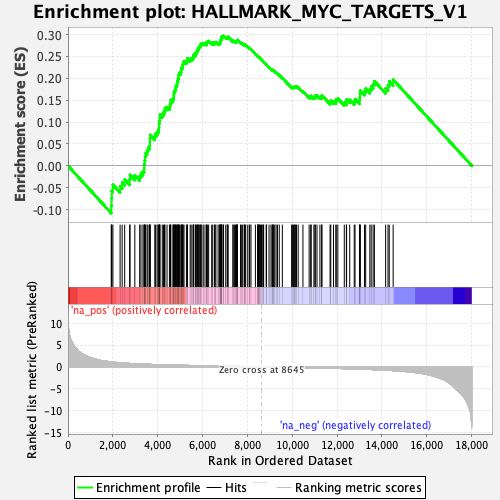 Enrichment plot: HALLMARK_MYC_TARGETS_V1
Enrichment score (ES)
0.30
0.25
0.20
0.15
0.10
0.05
0.00
-0.05
-0.10
'na_pos' (positively correlated)
Ranked list metric (PreRanked)
10
5
0
-5
-10
-15
Zero cross at 8645
'na_neg' (negatively correlated)
0 2,000 4,000 6,000 8,000 10,000 12,000 14,000 16,000 18,000
Rank in Ordered Dataset
Enrichment profile Hits Ranking metric scores